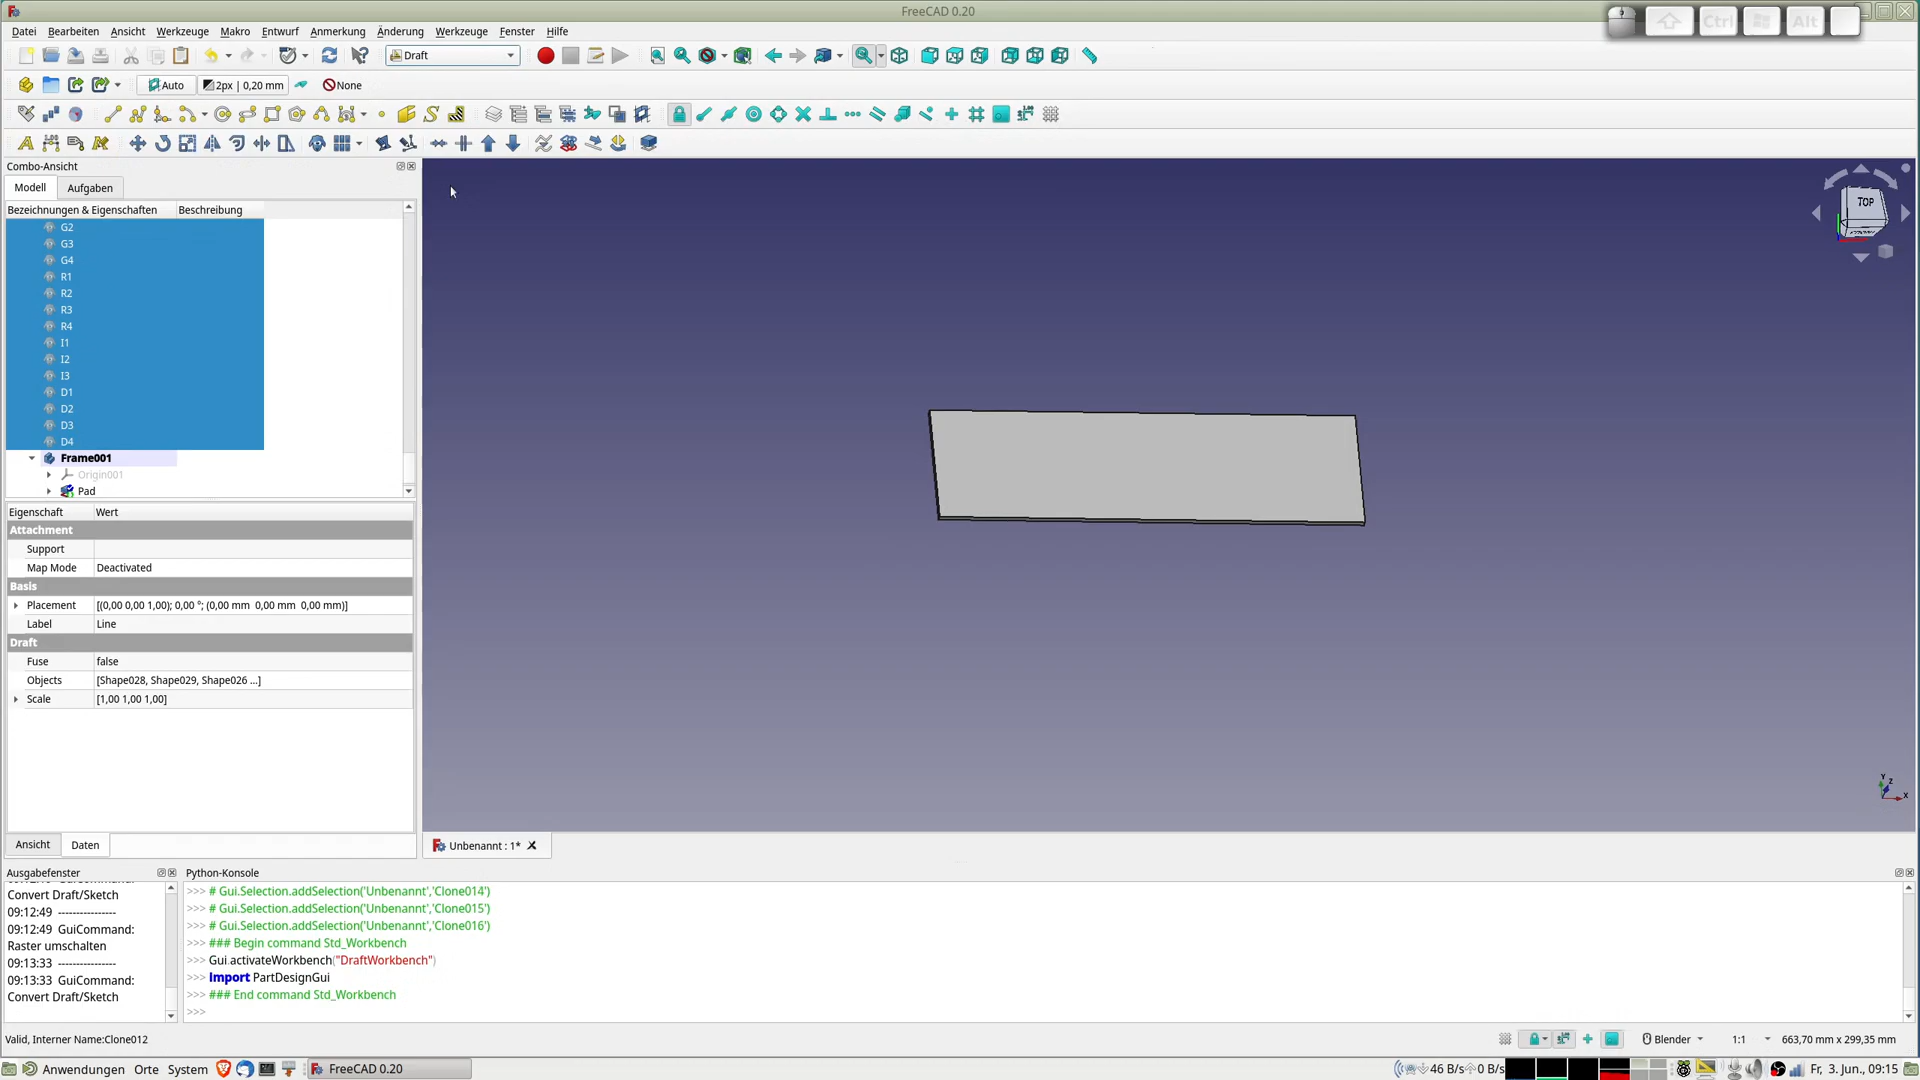 FreeCAD 0.20
Datei Bearbeiten Ansicht Werkzeuge Makro Entwurf Anmerkung Änderung Werkzeuge Fenster Hilfe
Ctrl Alt
Draft
Auto 2px | 0,20 mm None
Combo-Ansicht
Modell Aufgaben
Bezeichnungen & Eigenschaften Beschreibung
G2
G3
G4
R1
R2
R3
R4
I1
I2
I3
D1
D2
D3
D4
Frame001
Origin001
Pad
TOP
Eigenschaft Wert
Attachment
Support
Map Mode Deactivated
Basis
Placement [(0,00 0,00 1,00); 0,00 °; (0,00 mm 0,00 mm 0,00 mm)]
Label Line
Draft
Fuse false
Objects [Shape028, Shape029, Shape026 ...]
Scale [1,00 1,00 1,00]
Y
Z
X
Ansicht Daten
Unbenannt : 1*
Ausgabefenster
Convert Draft/Sketch
09:12:49 ----------------
09:12:49 GuiCommand:
Raster umschalten
09:13:33 ----------------
09:13:33 GuiCommand:
Convert Draft/Sketch
Python-Konsole
>>> # Gui.Selection.addSelection('Unbenannt','Clone014')
>>> # Gui.Selection.addSelection('Unbenannt','Clone015')
>>> # Gui.Selection.addSelection('Unbenannt','Clone016')
>>> ### Begin command Std_Workbench
>>> Gui.activateWorkbench("DraftWorkbench")
>>> Import PartDesignGui
>>> ### End command Std_Workbench
>>>
Valid, Interner Name:Clone012
Blender 1:1 663,70 mm x 299,35 mm
Anwendungen Orte System FreeCAD 0.20 46 B/s 0 B/s Fr, 3. Jun., 09:15